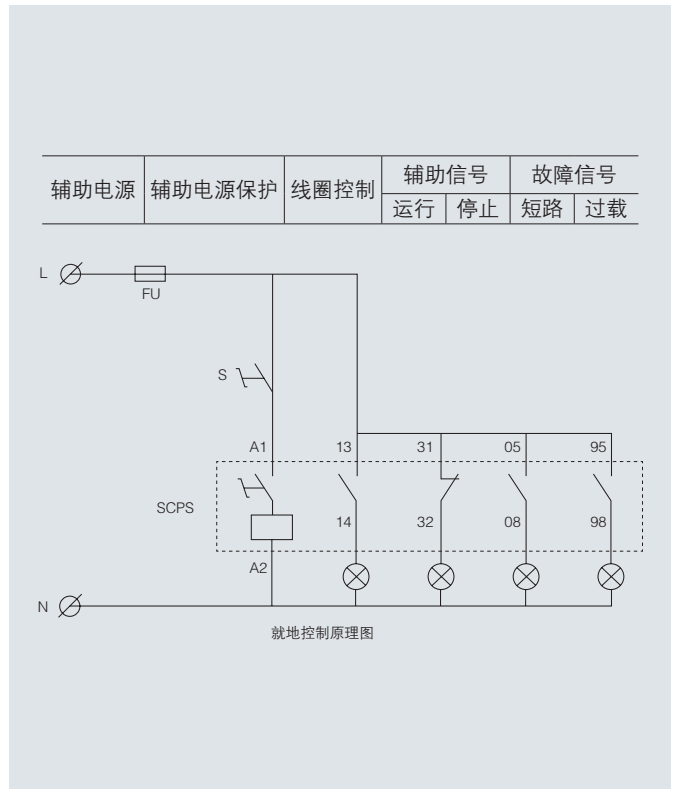 辅助电源 辅助电源保护 线圈控制 辅助信号 故障信号
运行 停止 短路 过载
L
FU
S
A1 13 31 05 95
SCPS
14 32 08 98
A2
N
就地控制原理图